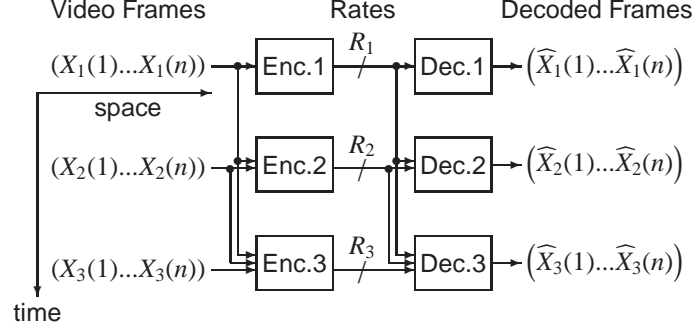 Video Frames Rates Decoded Frames
(X₁(1)...X₁(n)) Enc.1 R₁ Dec.1 (X̂₁(1)...X̂₁(n))
space
(X₂(1)...X₂(n)) Enc.2 R₂ Dec.2 (X̂₂(1)...X̂₂(n))
(X₃(1)...X₃(n)) Enc.3 R₃ Dec.3 (X̂₃(1)...X̂₃(n))
time